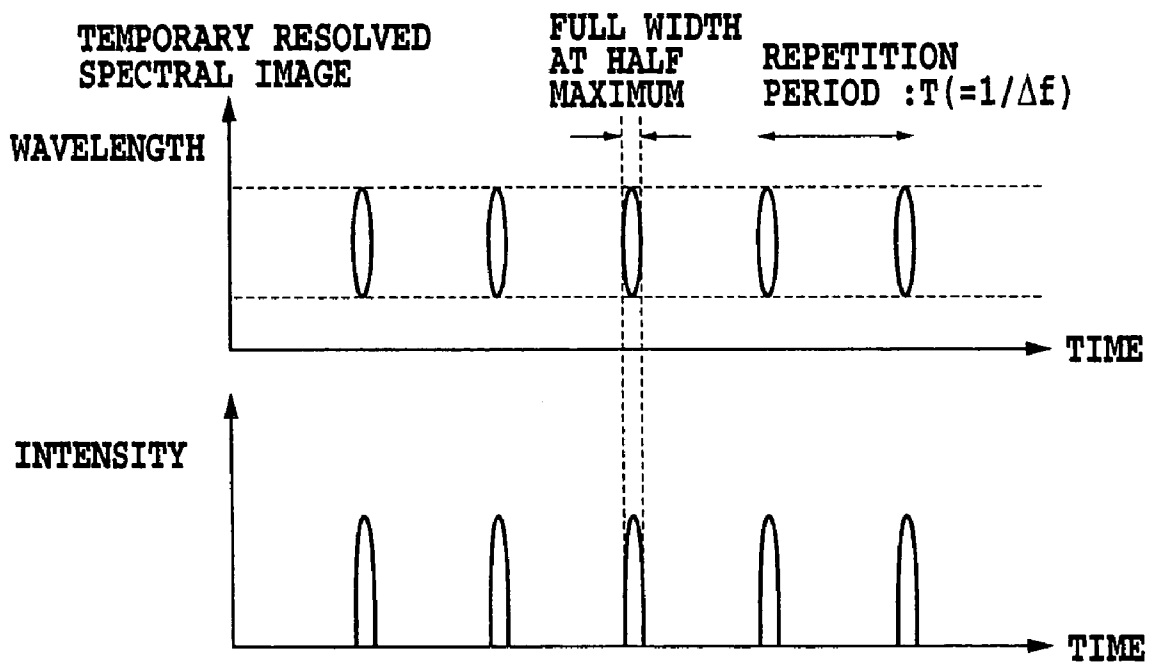 TEMPORARY RESOLVED
SPECTRAL IMAGE
FULL WIDTH
AT HALF
MAXIMUM
REPETITION
PERIOD :T(=1/Δf)
WAVELENGTH
TIME
INTENSITY
TIME